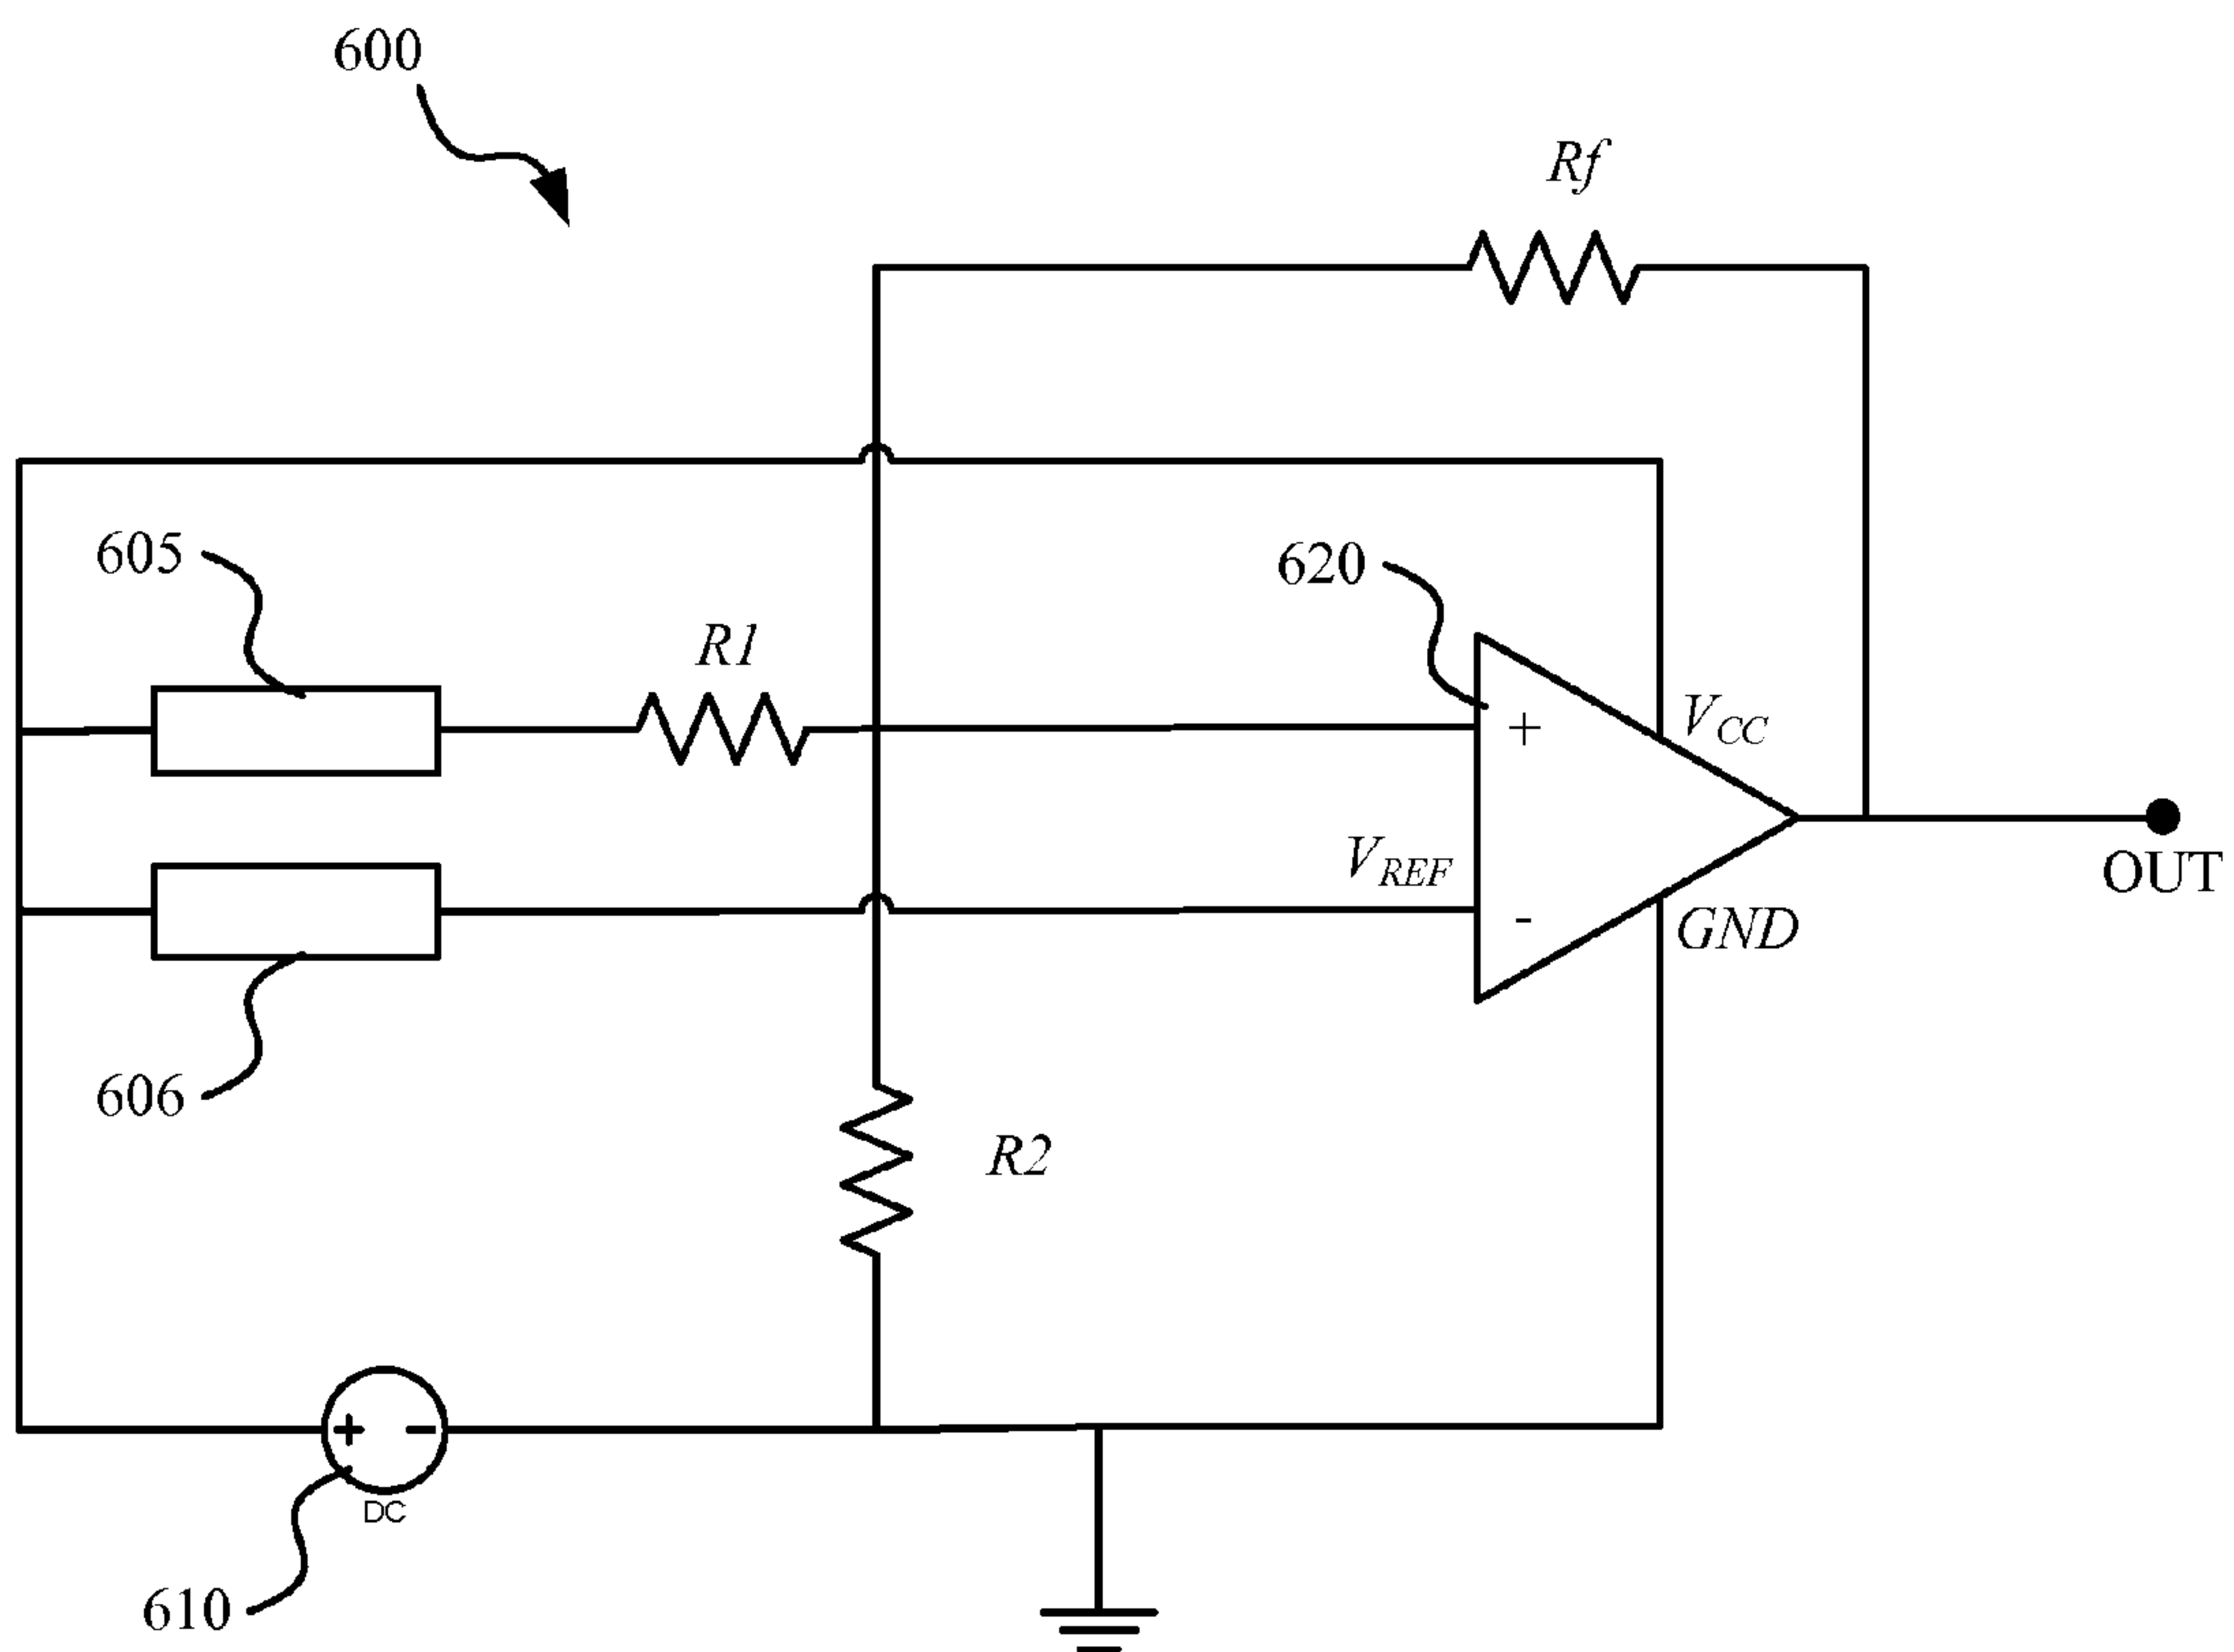 600
Rf
605
620
R1
+
VCC
VREF
-
GND
OUT
606
R2
+ −
DC
610